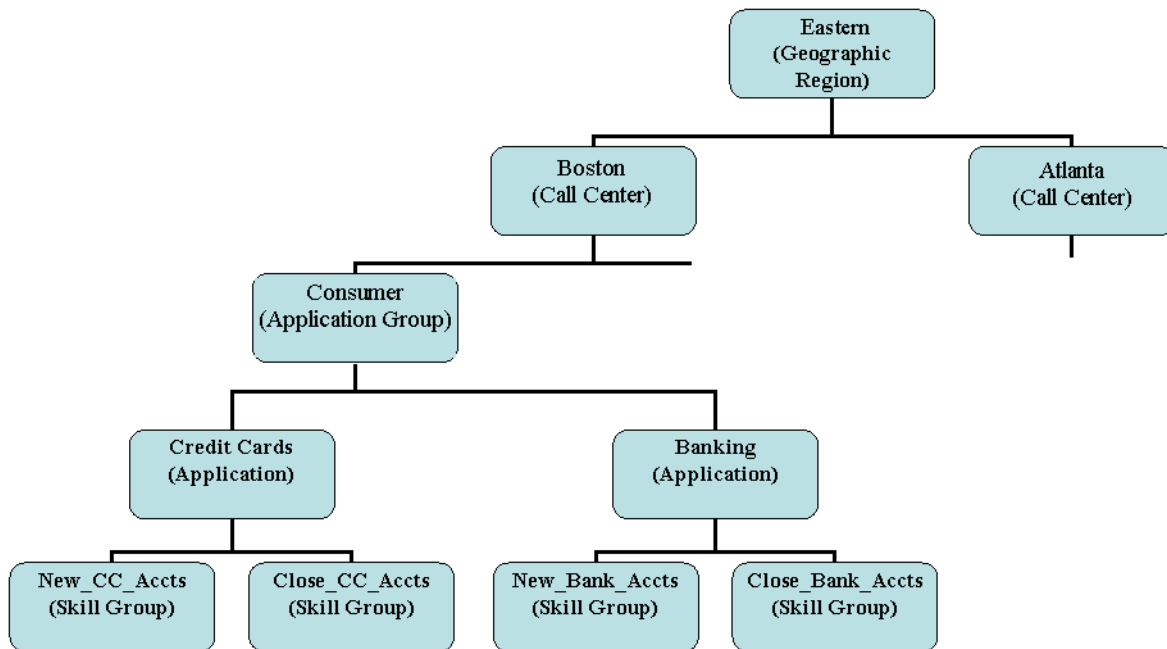 Eastern
(Geographic
Region)
Boston
(Call Center)
Atlanta
(Call Center)
Consumer
(Application Group)
Credit Cards
(Application)
Banking
(Application)
New_CC_Accts
(Skill Group)
Close_CC_Accts
(Skill Group)
New_Bank_Accts
(Skill Group)
Close_Bank_Accts
(Skill Group)